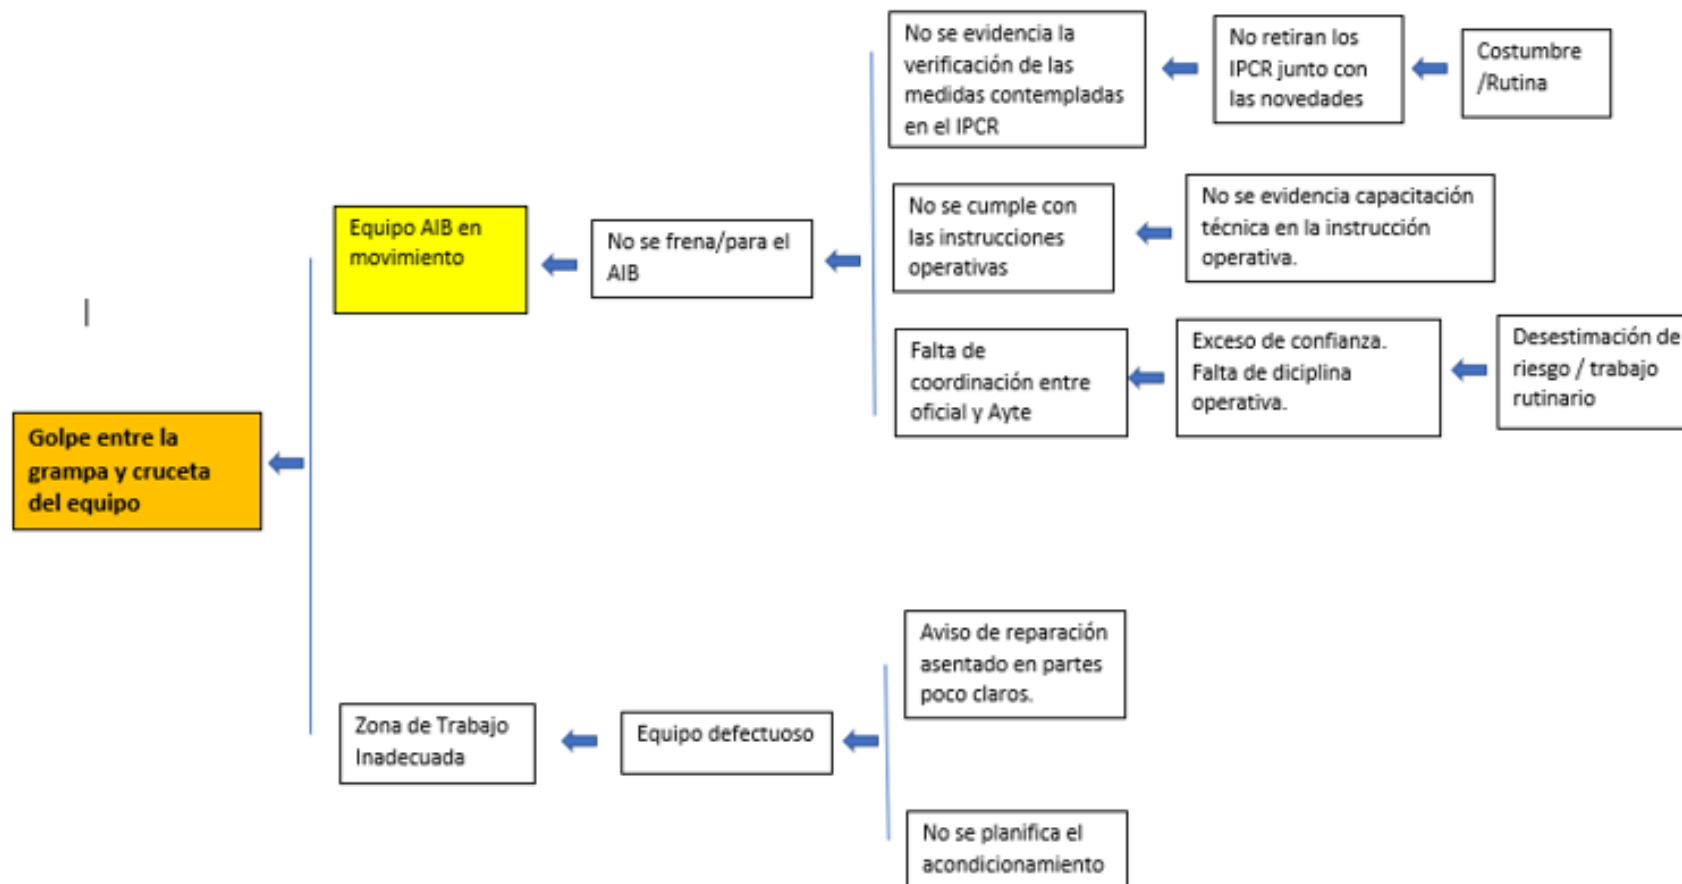 No se evidencia la
verificación de las
medidas contempladas
en el IPCR
No retiran los
IPCR junto con
las novedades
Costumbre
/Rutina
Equipo AIB en
movimiento
No se frena/para el
AIB
No se cumple con
las instrucciones
operativas
No se evidencia capacitación
técnica en la instrucción
operativa.
Falta de
coordinación entre
oficial y Ayte
Exceso de confianza.
Falta de diciplina
operativa.
Desestimación de
riesgo / trabajo
rutinario
Golpe entre la
grampa y cruceta
del equipo
Zona de Trabajo
Inadecuada
Equipo defectuoso
Aviso de reparación
asentado en partes
poco claros.
No se planifica el
acondicionamiento